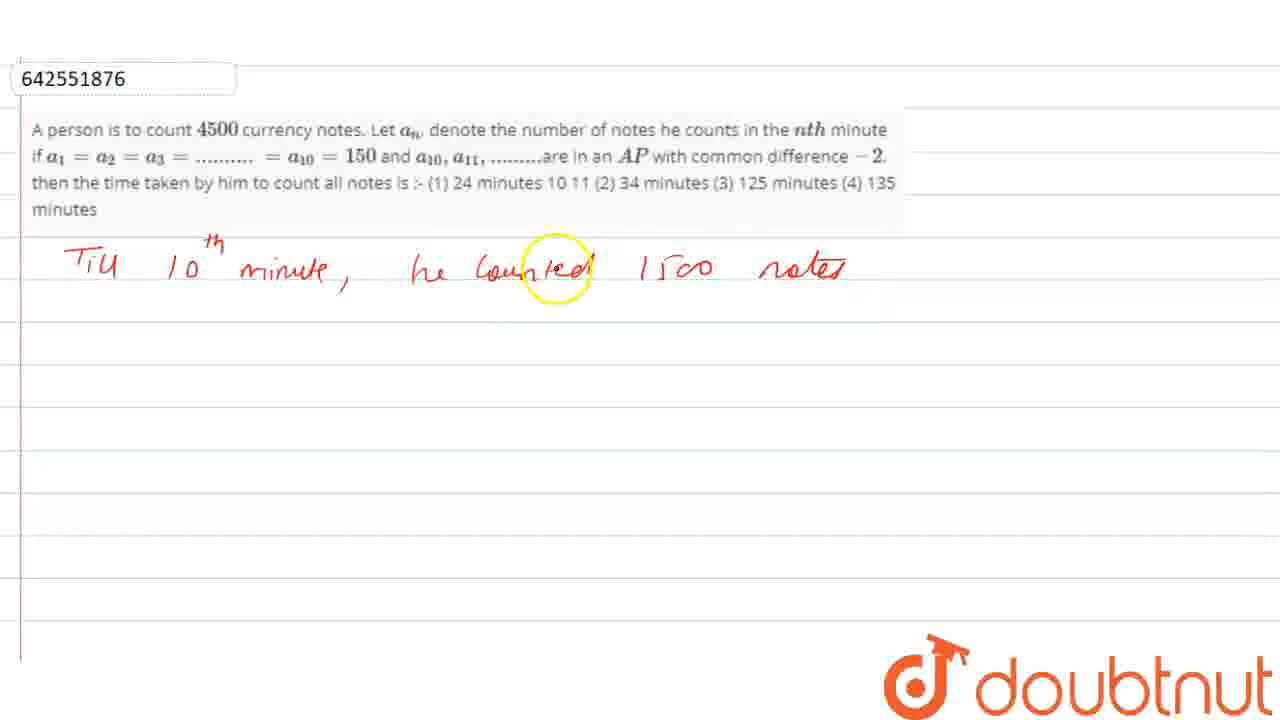 642551876
A person is to count 4500 currency notes. Let aₙ, denote the number of notes he counts in the nth minute
if a₁ = a₂ = a₃ = .......... = a₁₀ = 150 and a₁₀, a₁₁, .........are in an AP with common difference −2.
then the time taken by him to count all notes is :- (1) 24 minutes 10 11 (2) 34 minutes (3) 125 minutes (4) 135
minutes
Till 10th minute, he counted 1500 notes
doubtnut